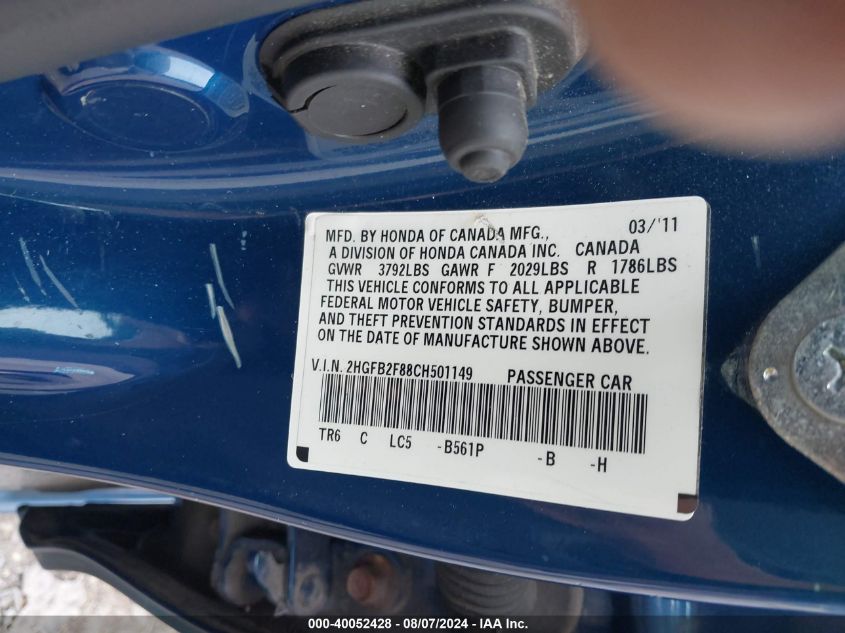 03/'11
MFD. BY HONDA OF CANADA MFG.,
A DIVISION OF HONDA CANADA INC. CANADA
GVWR 3792LBS GAWR F 2029LBS R 1786LBS
THIS VEHICLE CONFORMS TO ALL APPLICABLE
FEDERAL MOTOR VEHICLE SAFETY, BUMPER,
AND THEFT PREVENTION STANDARDS IN EFFECT
ON THE DATE OF MANUFACTURE SHOWN ABOVE.
V.I.N. 2HGFB2F88CH501149 PASSENGER CAR
TR6 C LC5 -B561P -B -H
000-40052428 - 08/07/2024 - IAA Inc.